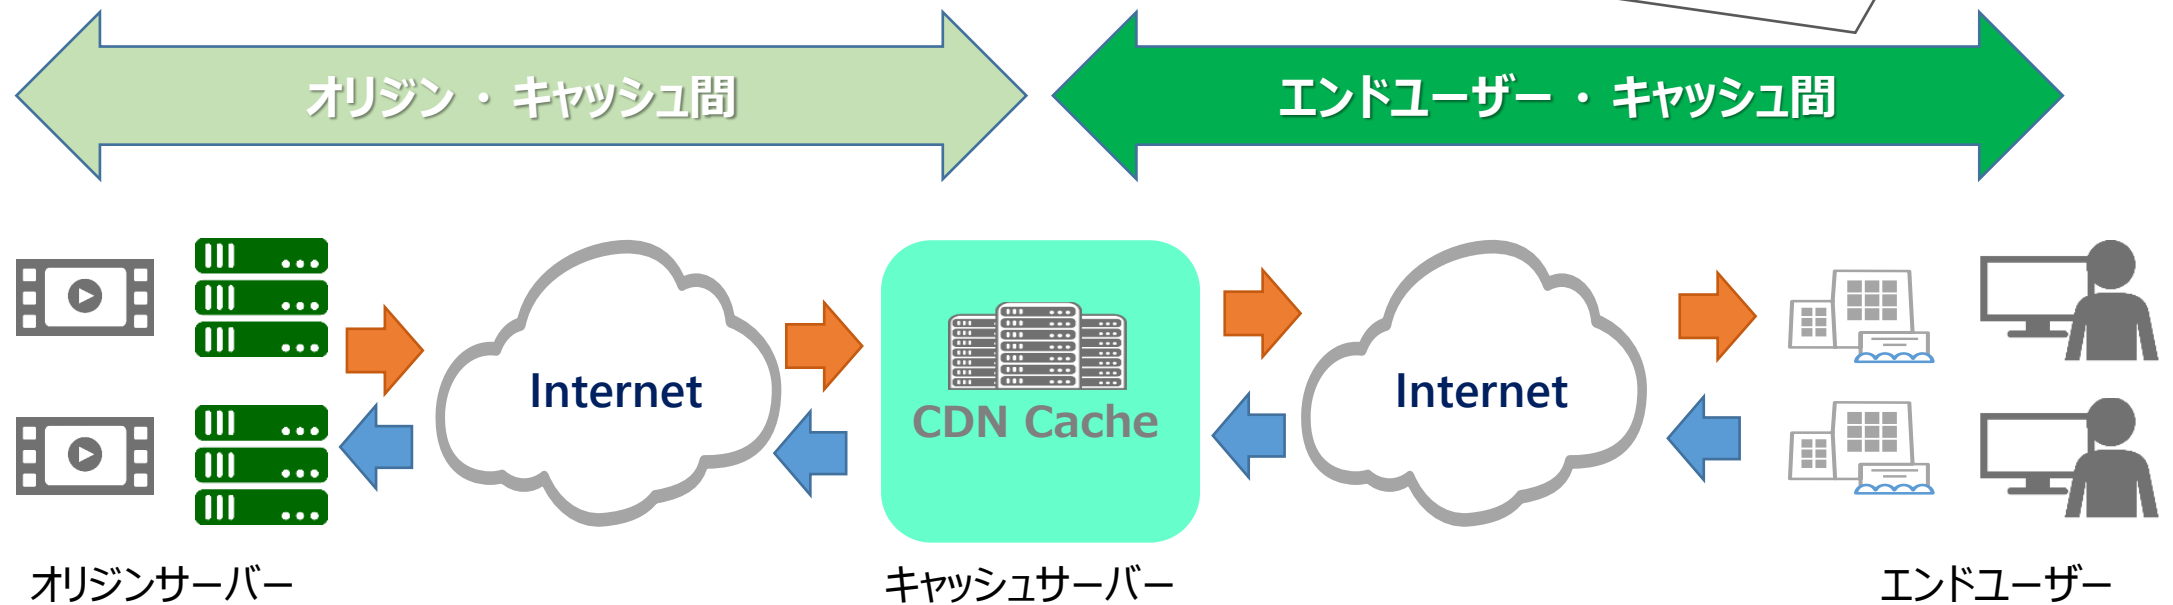 オリジン ・ キャッシュ間
エンドユーザー ・ キャッシュ間
Internet
CDN Cache
Internet
オリジンサーバー
キャッシュサーバー
エンドユーザー